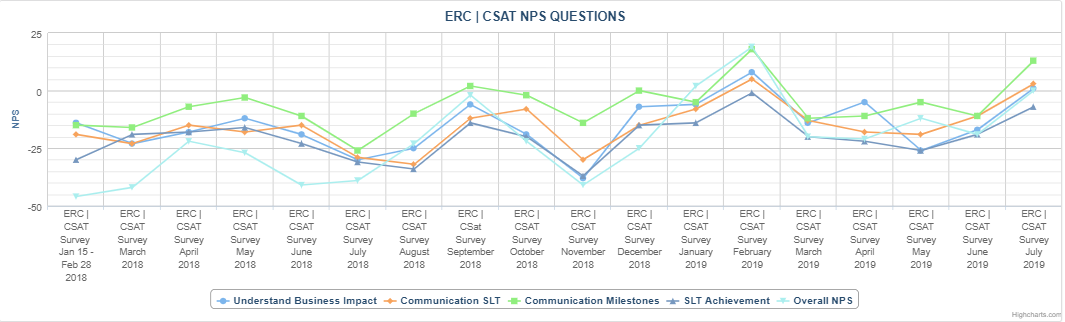 ERC | CSAT NPS QUESTIONS
25
0
-25
-50
NPS
ERC |
CSAT
Survey
Jan 15 -
Feb 28
2018
ERC |
CSAT
Survey
March
2018
ERC |
CSAT
Survey
April
2018
ERC |
CSAT
Survey
May
2018
ERC |
CSAT
Survey
June
2018
ERC |
CSAT
Survey
July
2018
ERC |
CSAT
Survey
August
2018
ERC |
CSat
Survey
September
2018
ERC |
CSAT
Survey
October
2018
ERC |
CSAT
Survey
November
2018
ERC |
CSAT
Survey
December
2018
ERC |
CSAT
Survey
January
2019
ERC |
CSAT
Survey
February
2019
ERC |
CSAT
Survey
March
2019
ERC |
CSAT
Survey
April
2019
ERC |
CSAT
Survey
May
2019
ERC |
CSAT
Survey
June
2019
ERC |
CSAT
Survey
July
2019
Understand Business Impact Communication SLT Communication Milestones SLT Achievement Overall NPS
Highcharts.com